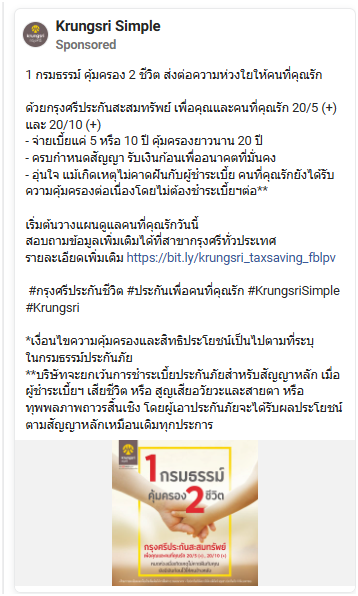 Krungsri Simple
Sponsored
1 กรมธรรม์ คุ้มครอง 2 ชีวิต ส่งต่อความห่วงใยให้คนที่คุณรัก
ด้วยกรุงศรีประกันสะสมทรัพย์ เพื่อคุณและคนที่คุณรัก 20/5 (+)
และ 20/10 (+)
- จ่ายเบี้ยแค่ 5 หรือ 10 ปี คุ้มครองยาวนาน 20 ปี
- ครบกำหนดสัญญา รับเงินก้อนเพื่ออนาคตที่มั่นคง
- อุ่นใจ แม้เกิดเหตุไม่คาดฝันกับผู้ชำระเบี้ย คนที่คุณรักยังได้รับ
ความคุ้มครองต่อเนื่องโดยไม่ต้องชำระเบี้ยฯต่อ**
เริ่มต้นวางแผนดูแลคนที่คุณรักวันนี้
สอบถามข้อมูลเพิ่มเติมได้ที่สาขากรุงศรีทั่วประเทศ
รายละเอียดเพิ่มเติม https://bit.ly/krungsri_taxsaving_fblpv
#กรุงศรีประกันชีวิต #ประกันเพื่อคนที่คุณรัก #KrungsriSimple
#Krungsri
*เงื่อนไขความคุ้มครองและสิทธิประโยชน์เป็นไปตามที่ระบุ
ในกรมธรรม์ประกันภัย
**บริษัทจะยกเว้นการชำระเบี้ยประกันภัยสำหรับสัญญาหลัก เมื่อ
ผู้ชำระเบี้ยฯ เสียชีวิต หรือ สูญเสียอวัยวะและสายตา หรือ
ทุพพลภาพถาวรสิ้นเชิง โดยผู้เอาประกันภัยจะได้รับผลประโยชน์
ตามสัญญาหลักเหมือนเดิมทุกประการ
1 กรมธรรม์
คุ้มครอง 2 ชีวิต
กรุงศรีประกันสะสมทรัพย์
เพื่อคุณและคนที่คุณรัก 20/5 (+), 20/10 (+)